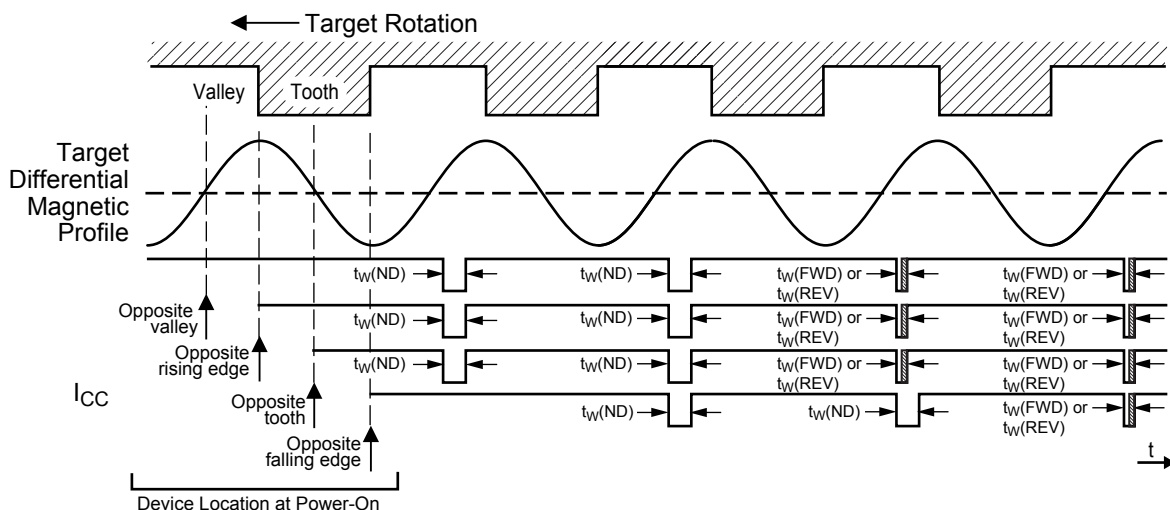 Target Rotation
Valley
Tooth
Target
Differential
Magnetic
Profile
tW(ND)
tW(ND)
tW(FWD) or
tW(REV)
tW(FWD) or
tW(REV)
Opposite
valley
tW(ND)
tW(ND)
tW(FWD) or
tW(REV)
tW(FWD) or
tW(REV)
Opposite
rising edge
tW(ND)
tW(ND)
tW(FWD) or
tW(REV)
tW(FWD) or
tW(REV)
ICC
Opposite
tooth
tW(ND)
tW(ND)
tW(FWD) or
tW(REV)
Opposite
falling edge
t
Device Location at Power-On